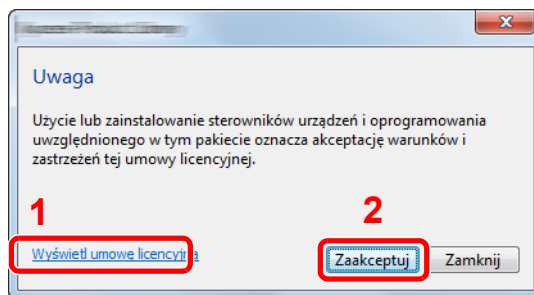 Uwaga
Użycie lub zainstalowanie sterowników urządzeń i oprogramowania
uwzględnionego w tym pakiecie oznacza akceptację warunków i
zastrzeżeń tej umowy licencyjnej.
1
2
Wyświetl umowę licencyjną
Zaakceptuj
Zamknij